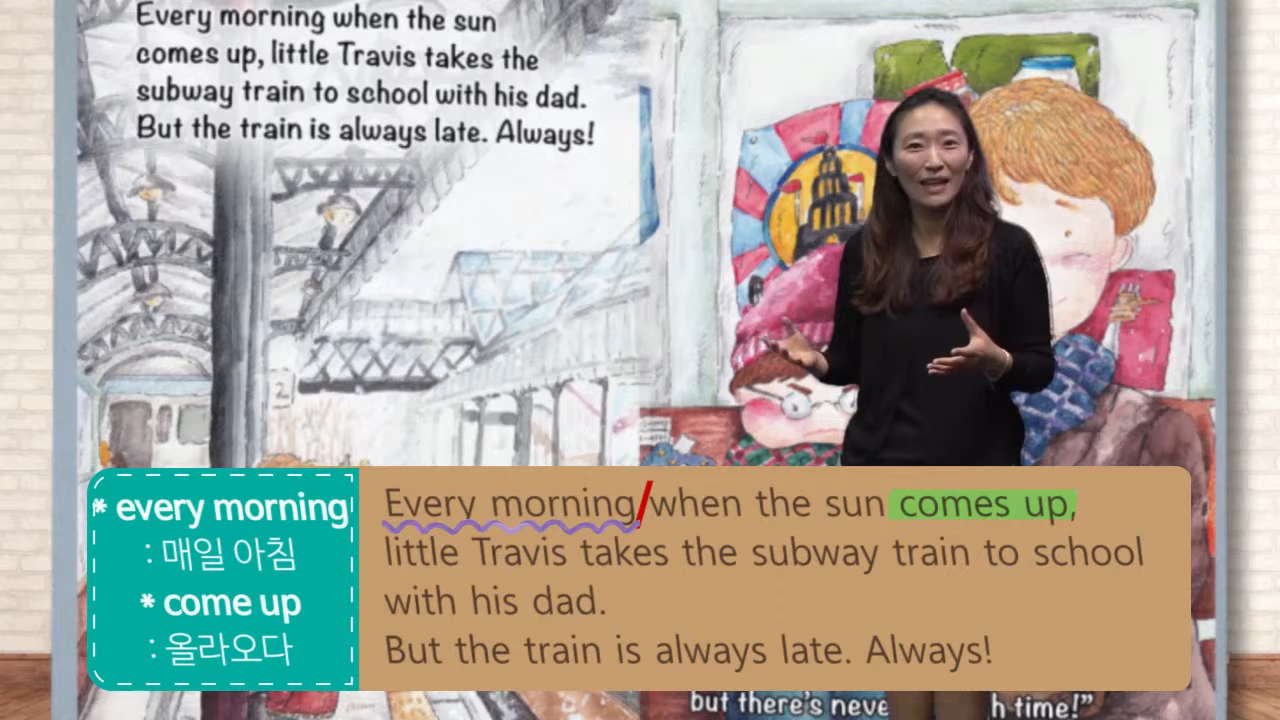 Every morning when the sun
comes up, little Travis takes the
subway train to school with his dad.
But the train is always late. Always!
2
* every morning
: 매일 아침
* come up
: 올라오다
Every morning/when the sun comes up,
little Travis takes the subway train to school
with his dad.
But the train is always late. Always!
but there's neve
h time!”